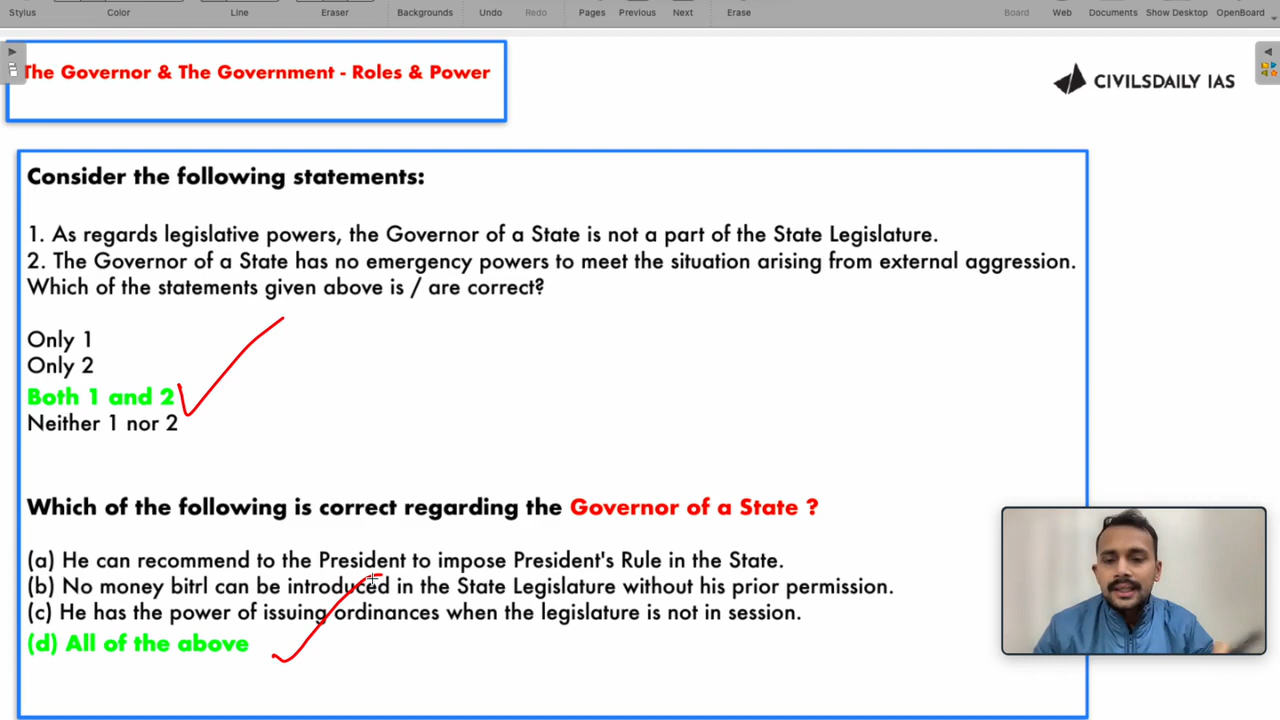 Stylus Color Line Eraser Backgrounds Undo Redo Pages Previous Next Erase Board Web Documents Show Desktop OpenBoard
The Governor & The Government - Roles & Power
CIVILSDAILY IAS
Consider the following statements:
1. As regards legislative powers, the Governor of a State is not a part of the State Legislature.
2. The Governor of a State has no emergency powers to meet the situation arising from external aggression.
Which of the statements given above is / are correct?
Only 1
Only 2
Both 1 and 2
Neither 1 nor 2
Which of the following is correct regarding the Governor of a State ?
(a) He can recommend to the President to impose President's Rule in the State.
(b) No money bitrl can be introduced in the State Legislature without his prior permission.
(c) He has the power of issuing ordinances when the legislature is not in session.
(d) All of the above